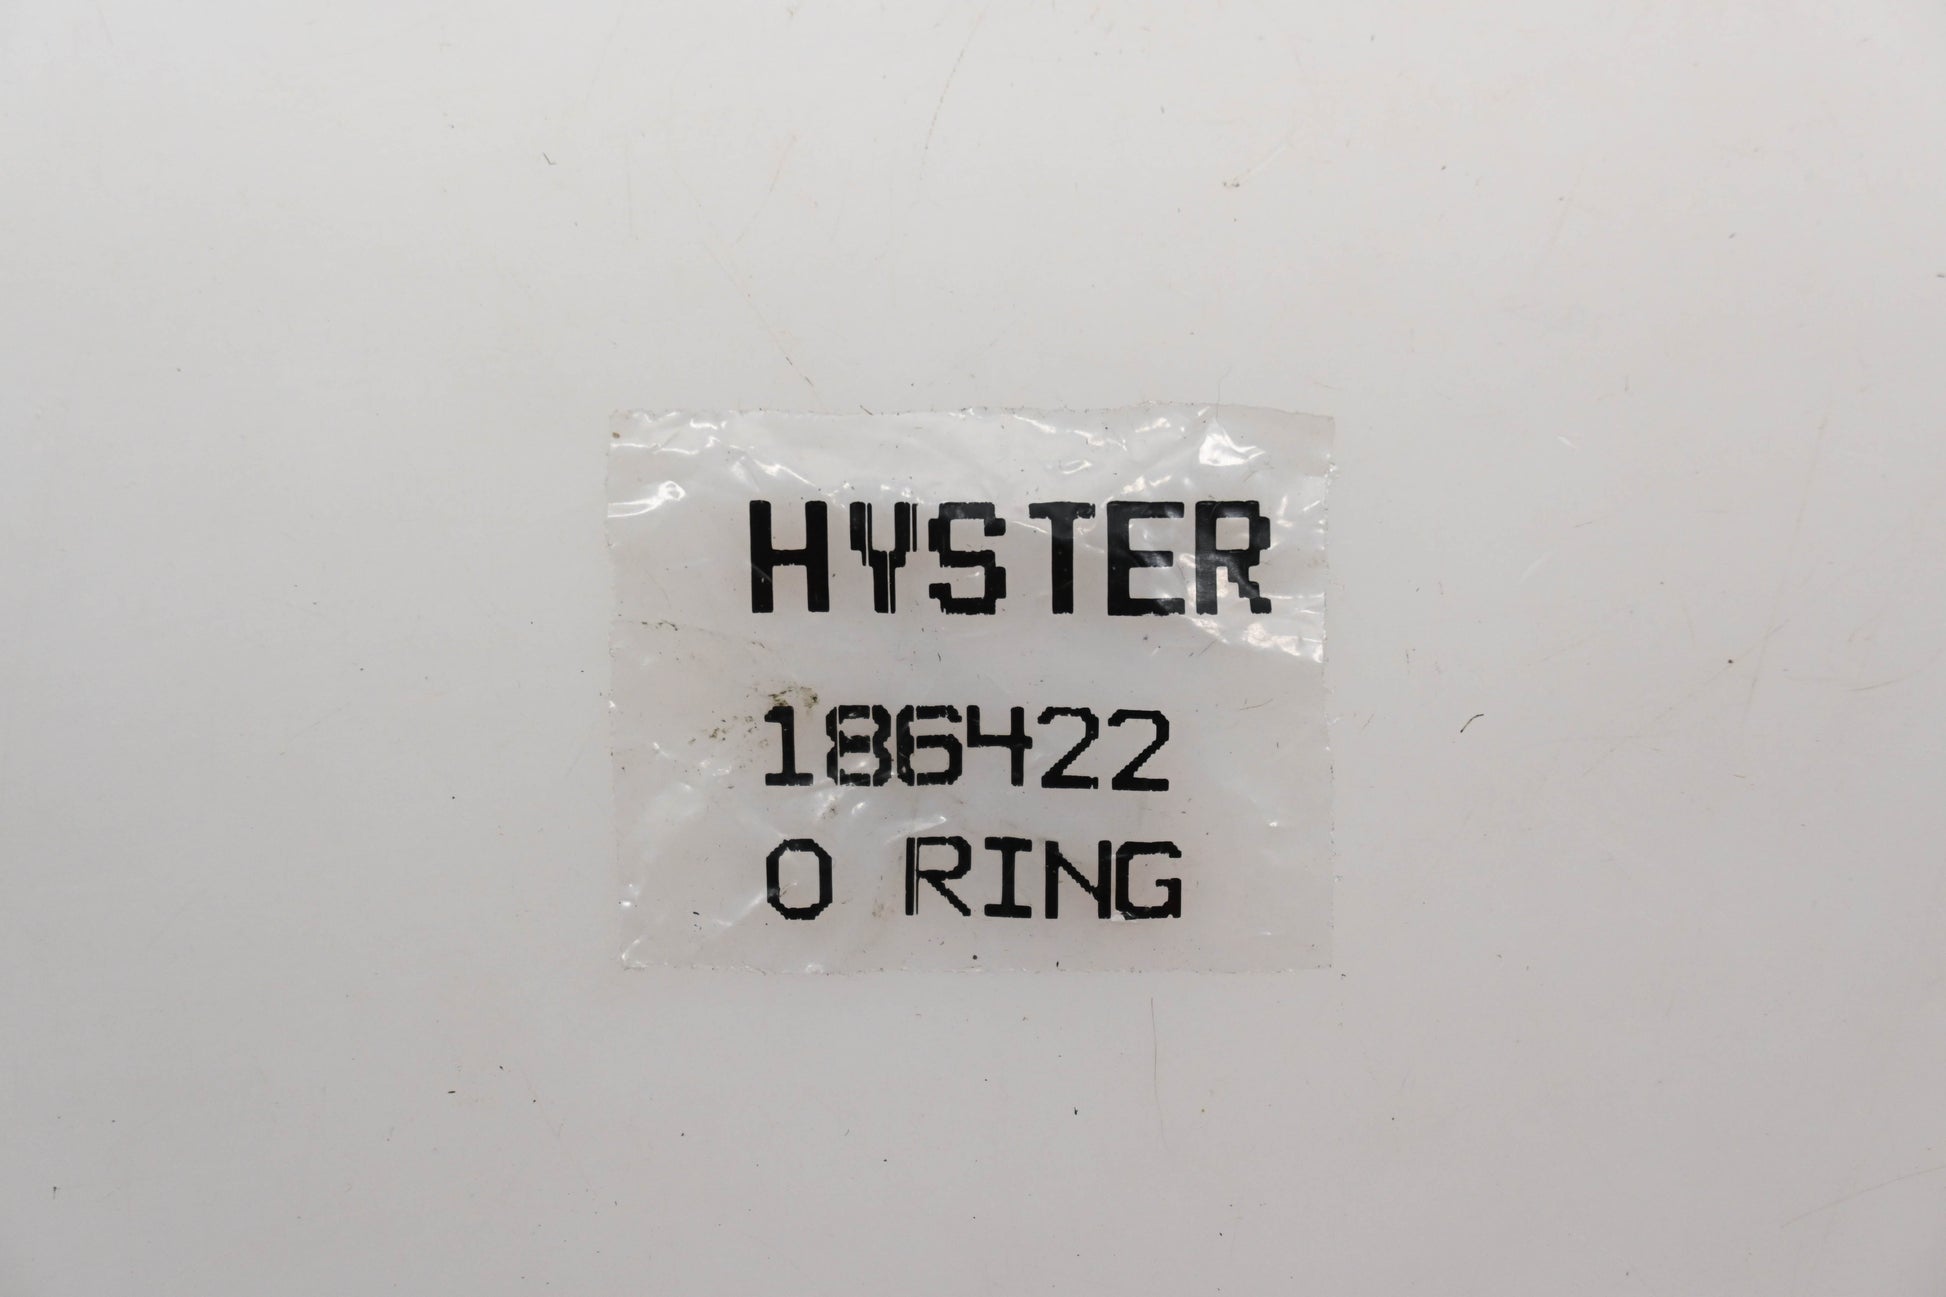 HYSTER
186422
O RING